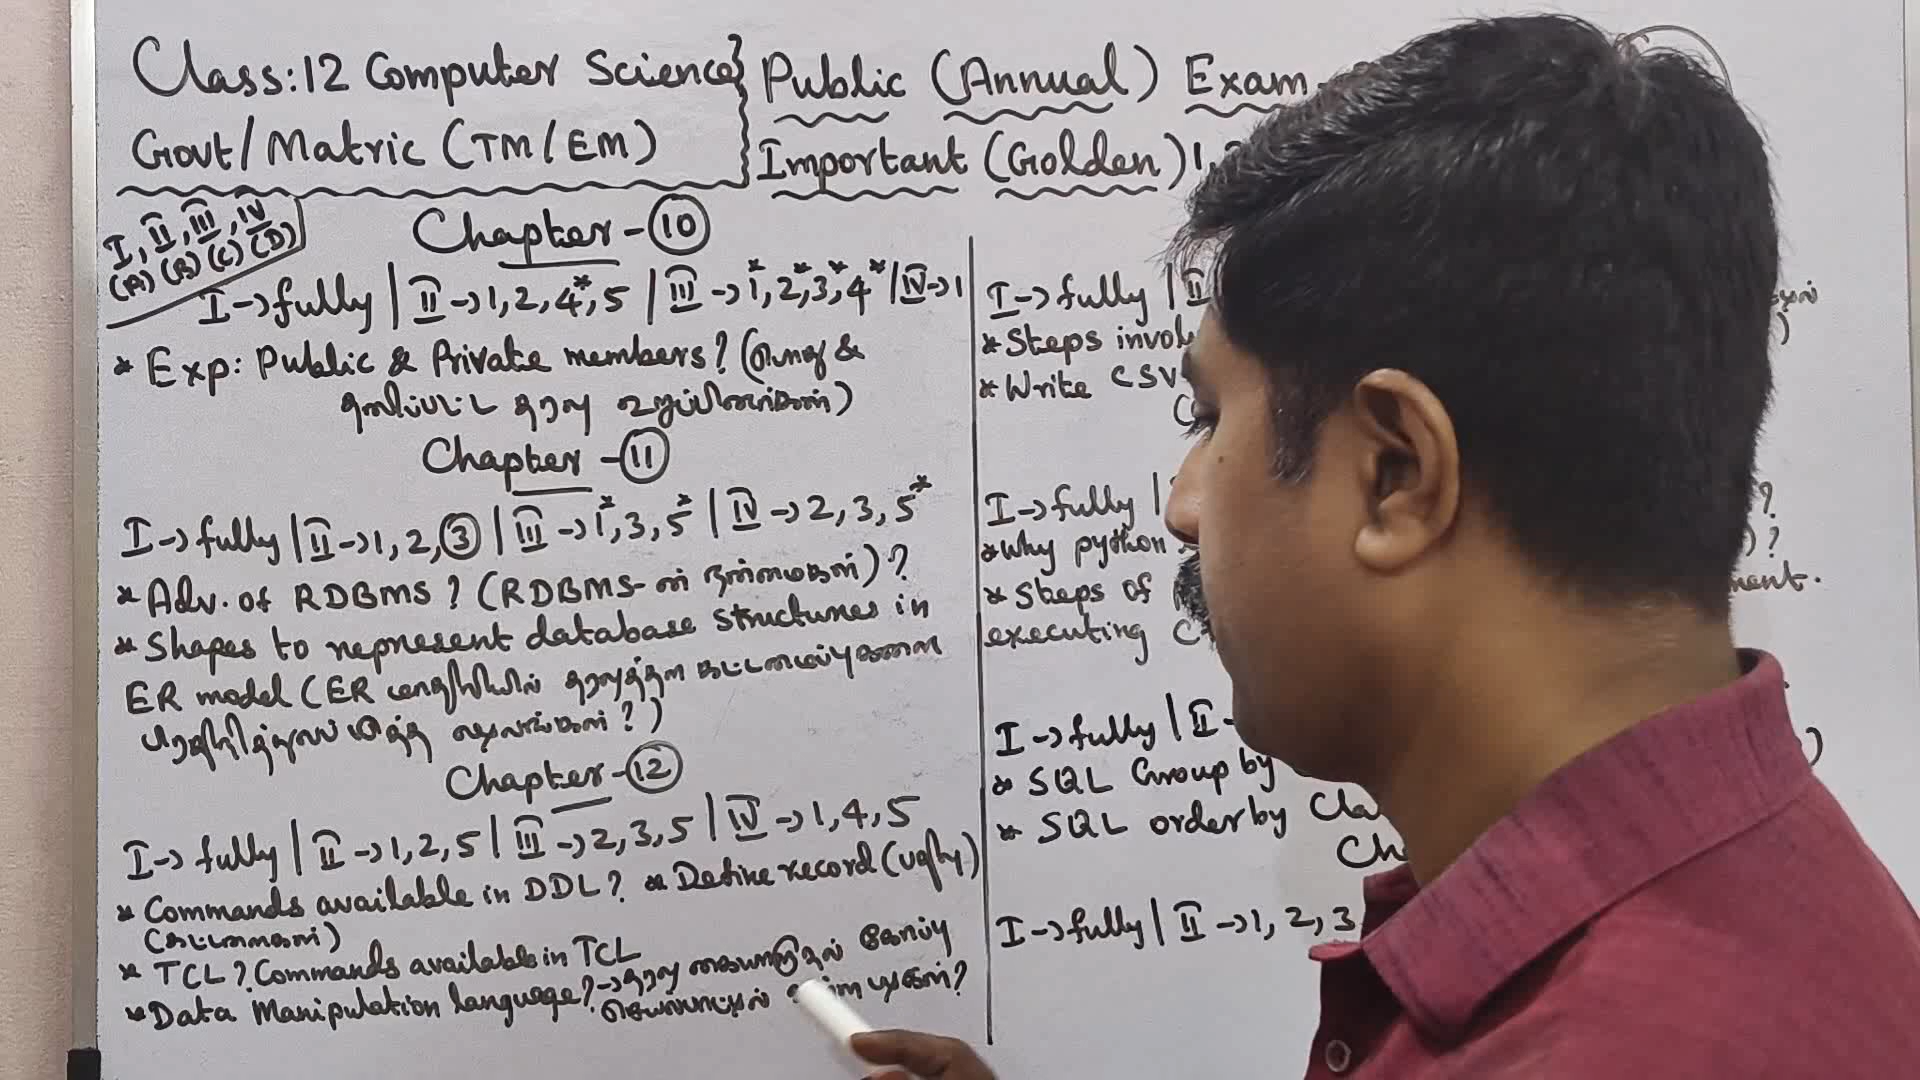 Class:12 Computer Science} Public (Annual) Exam-
Govt/Matric (TM/EM) Important (Golden) 1,
I, II, III, IV
(A) (B) (C) (D)
Chapter-10
I->fully | II->1, 2, 4*, 5 | III->1*, 2*, 3*, 4* | IV->1
* Exp: Public & Private members? (பொது &
தனிப்பட்ட தரவு உறுப்பினர்கள்)
Chapter-11
I->fully | II->1, 2, 3 | III->1*, 3, 5* | IV->2, 3, 5*
* Adv. of RDBMS? (RDBMS-ன் நன்மைகள்)?
* Shapes to represent database structures in
ER model (ER மாதிரியில் தரவுத்தள கட்டமைப்புகளை
பிரதிநிதித்துவப்படுத்த வடிவங்கள்?)
Chapter-12
I->fully | II->1, 2, 5 | III->2, 3, 5 | IV->1, 4, 5
* Commands available in DDL? * Define record (பதிவு)
(கட்டளைகள்)
* TCL? Commands available in TCL
* Data Manipulation language?->தரவு கையாளுதல்
I->fully | II
* Steps
* Write CSV
I->fully |
* Why python
* Steps of
executing
I->fully | II-
* SQL Group by
* SQL order by
I->fully | II->1, 2, 3